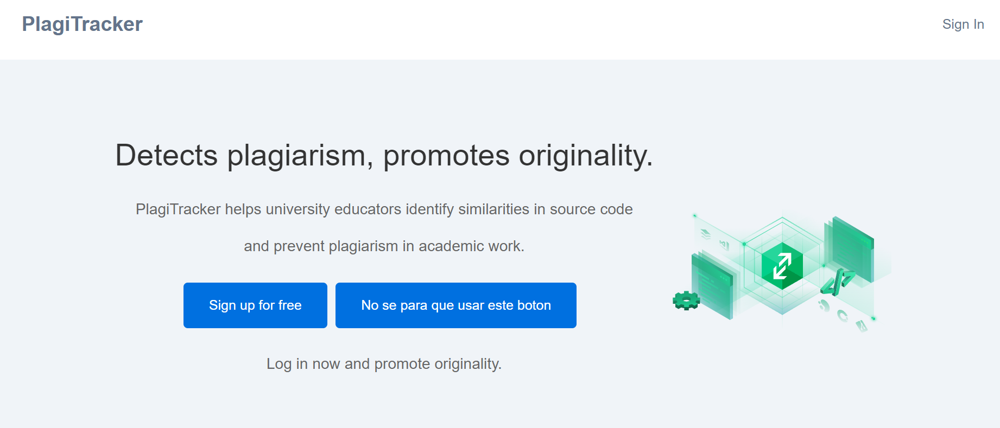 PlagiTracker
Sign In
Detects plagiarism, promotes originality.
PlagiTracker helps university educators identify similarities in source code
and prevent plagiarism in academic work.
Sign up for free
No se para que usar este boton
Log in now and promote originality.